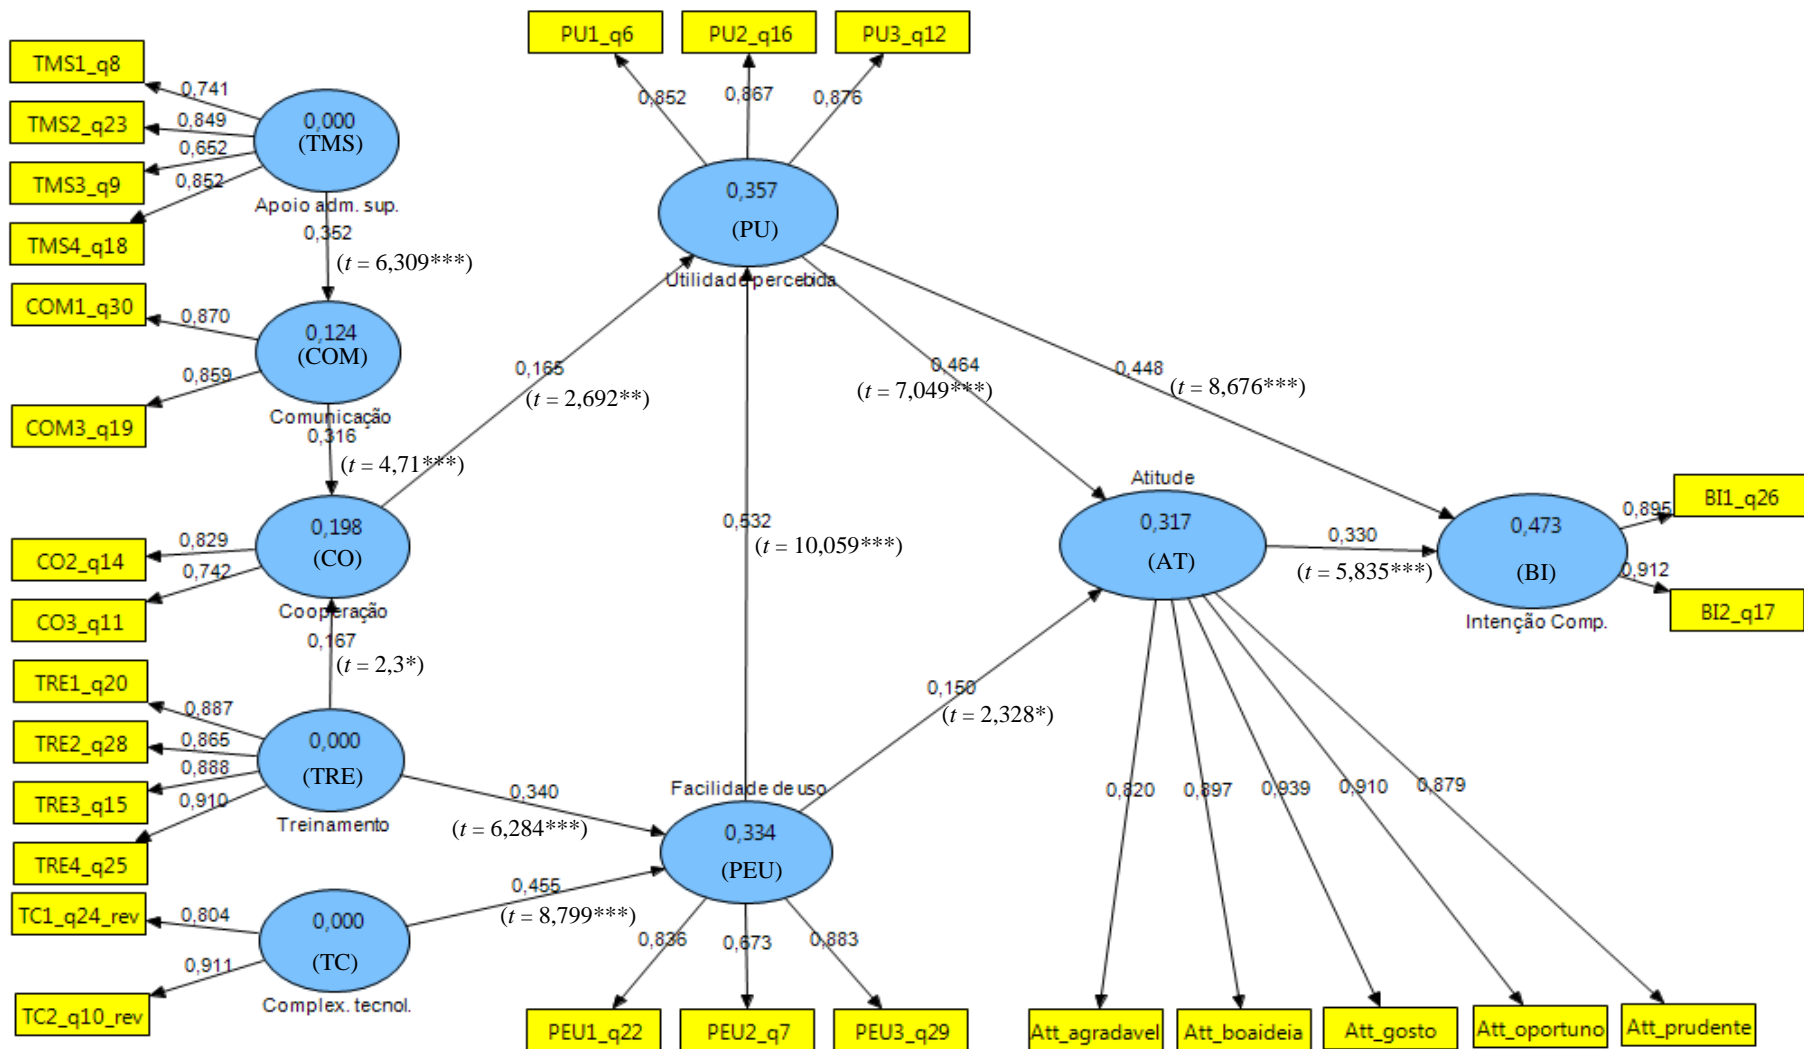 PU1_q6
PU2_q16
PU3_q12
0,852
0,867
0,876
TMS1_q8
TMS2_q23
TMS3_q9
TMS4_q18
0,741
0,849
0,652
0,852
0,000
(TMS)
Apoio adm. sup.
0,352
(t = 6,309***)
0,357
(PU)
Utilidade percebida
COM1_q30
COM3_q19
0,870
0,859
0,124
(COM)
Comunicação
0,316
(t = 4,71***)
0,165
(t = 2,692**)
0,464
(t = 7,049***)
0,448
(t = 8,676***)
CO2_q14
CO3_q11
0,829
0,742
0,198
(CO)
Cooperação
0,167
(t = 2,3*)
0,532
(t = 10,059***)
Atitude
0,317
(AT)
0,330
(t = 5,835***)
0,473
(BI)
Intenção Comp.
0,895
0,912
BI1_q26
BI2_q17
TRE1_q20
TRE2_q28
TRE3_q15
TRE4_q25
0,887
0,865
0,888
0,910
0,000
(TRE)
Treinamento
0,340
(t = 6,284***)
0,150
(t = 2,328*)
Facilidade de uso
0,334
(PEU)
0,455
(t = 8,799***)
TC1_q24_rev
TC2_q10_rev
0,804
0,911
0,000
(TC)
Complex. tecnol.
0,836
0,673
0,883
PEU1_q22
PEU2_q7
PEU3_q29
0,820
0,897
0,939
0,910
0,879
Att_agradavel
Att_boaideia
Att_gosto
Att_oportuno
Att_prudente